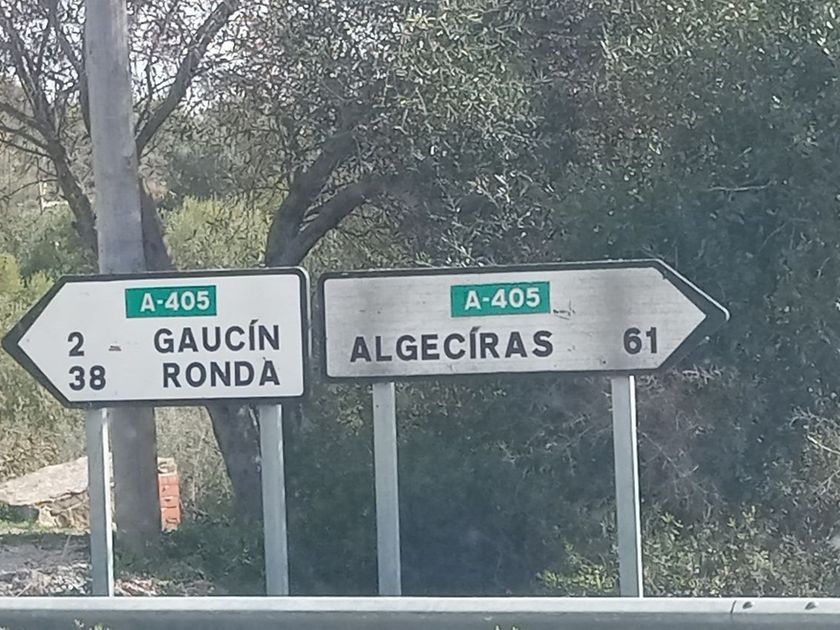 A-405
2 GAUCÍN
38 RONDA
A-405
ALGECÍRAS 61